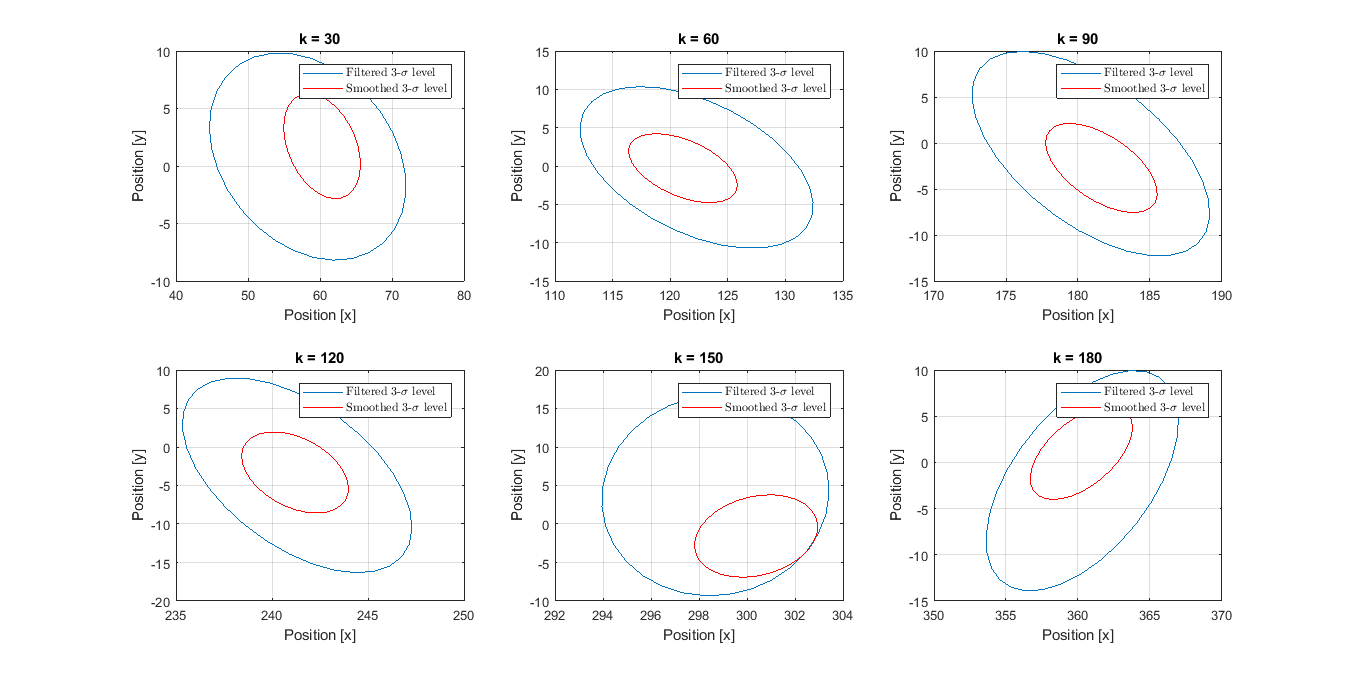 k = 30
Filtered 3-σ level
Smoothed 3-σ level
10
5
0
-5
-10
40
50
60
70
80
Position [y]
Position [x]
k = 60
Filtered 3-σ level
Smoothed 3-σ level
15
10
5
0
-5
-10
-15
110
115
120
125
130
135
Position [y]
Position [x]
k = 90
Filtered 3-σ level
Smoothed 3-σ level
10
5
0
-5
-10
-15
170
175
180
185
190
Position [y]
Position [x]
k = 120
Filtered 3-σ level
Smoothed 3-σ level
10
5
0
-5
-10
-15
-20
235
240
245
250
Position [y]
Position [x]
k = 150
Filtered 3-σ level
Smoothed 3-σ level
20
15
10
5
0
-5
-10
292
294
296
298
300
302
304
Position [y]
Position [x]
k = 180
Filtered 3-σ level
Smoothed 3-σ level
10
5
0
-5
-10
-15
350
355
360
365
370
Position [y]
Position [x]